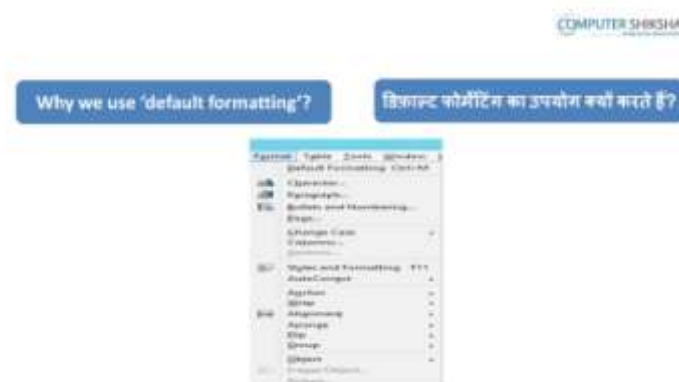 COMPUTER SHIKSHA
Why we use 'default formatting'?
डिफ़ाल्ट फोर्मेटिंग का उपयोग क्यों करते हैं?
Format Table Tools Window
Default Formatting Ctrl+M
Character...
Paragraph...
Bullets and Numbering...
Page...
Change Case
Columns...
Styles and Formatting F11
AutoCorrect
Anchor
Wrap
Alignment
Arrange
Flip
Group
Object